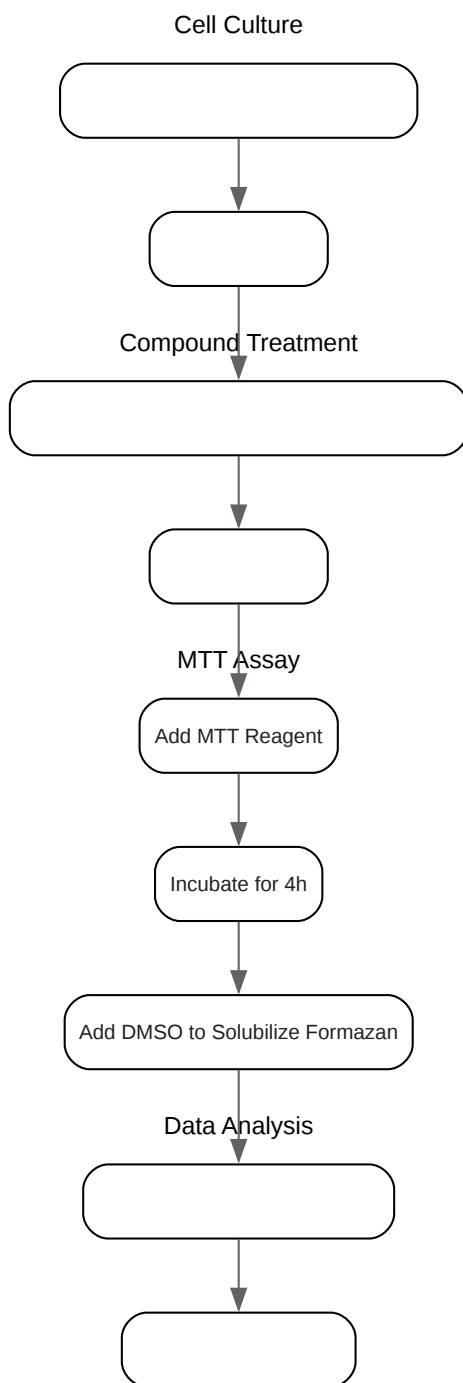 Cell Culture
Compound Treatment
MTT Assay
Add MTT Reagent
Incubate for 4h
Add DMSO to Solubilize Formazan
Data Analysis